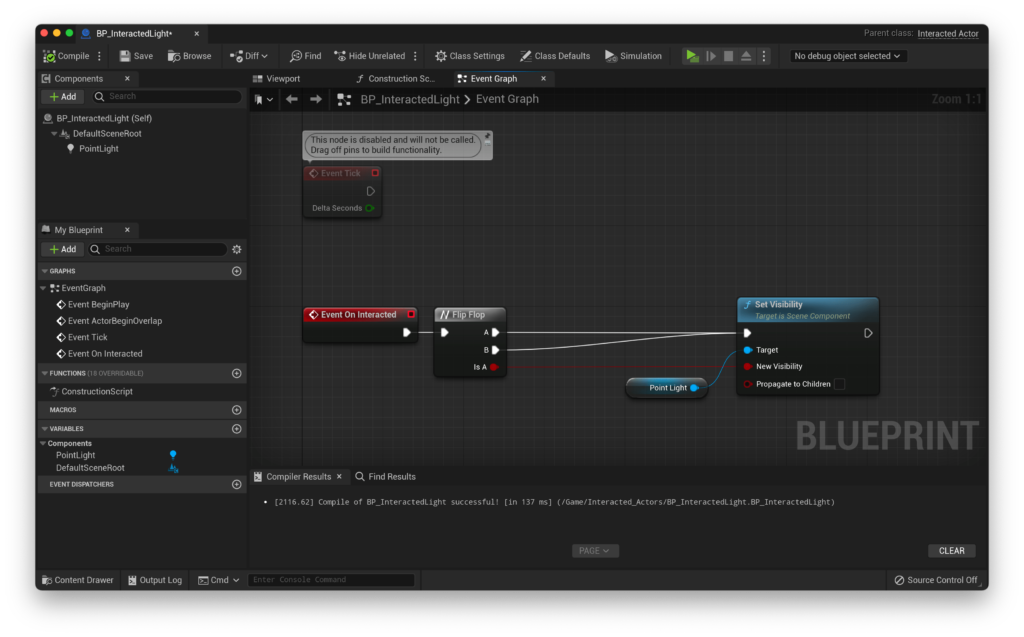 BP_InteractedLight* ×
Parent class: Interacted Actor
Compile Save Browse Diff Find Hide Unrelated Class Settings Class Defaults Simulation No debug object selected
Components ×
Viewport Construction Sc... Event Graph ×
+ Add Search
BP_InteractedLight > Event Graph
Zoom 1:1
BP_InteractedLight (Self)
DefaultSceneRoot
PointLight
This node is disabled and will not be called.
Drag off pins to build functionality.
Event Tick
Delta Seconds
My Blueprint ×
+ Add Search
GRAPHS
EventGraph
Event BeginPlay
Event ActorBeginOverlap
Event Tick
Event On Interacted
FUNCTIONS (18 OVERRIDABLE)
ConstructionScript
MACROS
VARIABLES
Components
PointLight
DefaultSceneRoot
EVENT DISPATCHERS
Event On Interacted
// Flip Flop
A
B
Is A
Point Light
f Set Visibility
Target is Scene Component
Target
New Visibility
Propagate to Children
BLUEPRINT
Compiler Results × Find Results
• [2116.62] Compile of BP_InteractedLight successful! [in 137 ms] (/Game/Interacted_Actors/BP_InteractedLight.BP_InteractedLight)
PAGE
CLEAR
Content Drawer Output Log Cmd Enter Console Command Source Control Off